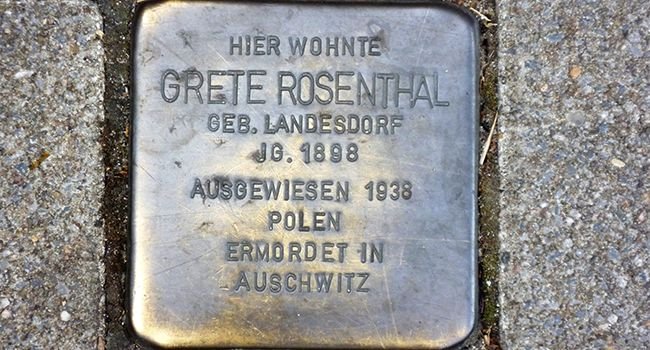 HIER WOHNTE
GRETE ROSENTHAL
GEB. LANDESDORF
JG. 1898
AUSGEWIESEN 1938
POLEN
ERMORDET IN
AUSCHWITZ